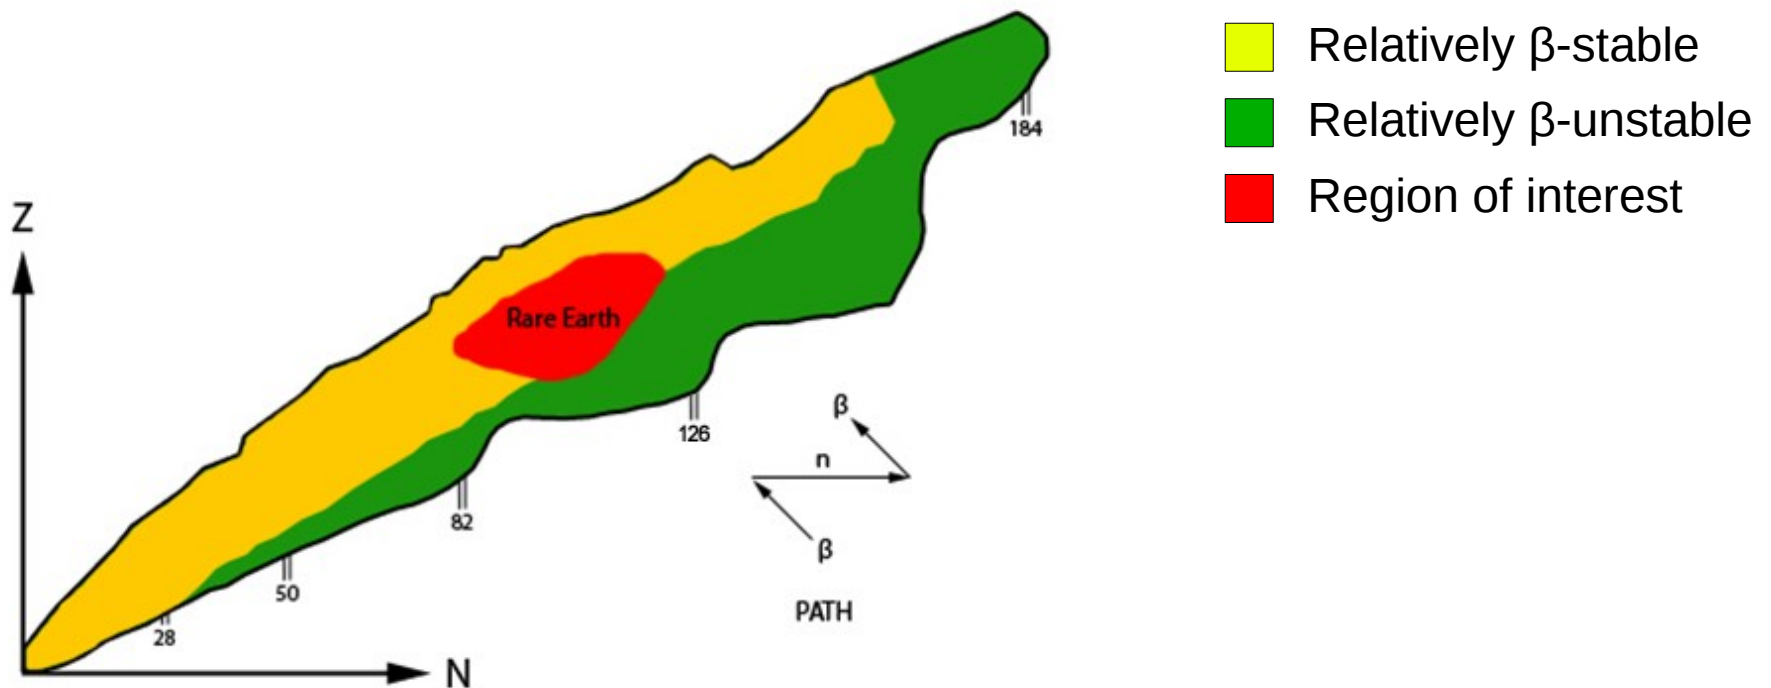 Relatively β-stable
Relatively β-unstable
Region of interest
184
Z
Rare Earth
β
126
n
82
β
50
PATH
28
N